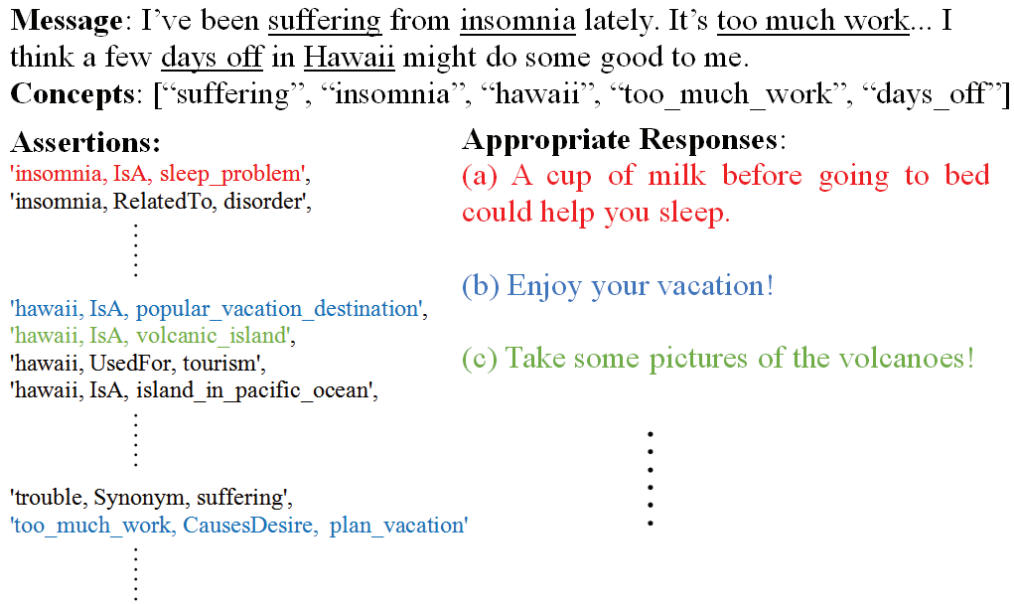 Message: I've been suffering from insomnia lately. It's too much work... I
think a few days off in Hawaii might do some good to me.
Concepts: [“suffering”, “insomnia”, “hawaii”, “too_much_work”, “days_off”]
Assertions:
'insomnia, IsA, sleep_problem',
'insomnia, RelatedTo, disorder',
'hawaii, IsA, popular_vacation_destination',
'hawaii, IsA, volcanic_island',
'hawaii, UsedFor, tourism',
'hawaii, IsA, island_in_pacific_ocean',
'trouble, Synonym, suffering',
'too_much_work, CausesDesire, plan_vacation'
Appropriate Responses:
(a) A cup of milk before going to bed
could help you sleep.
(b) Enjoy your vacation!
(c) Take some pictures of the volcanoes!